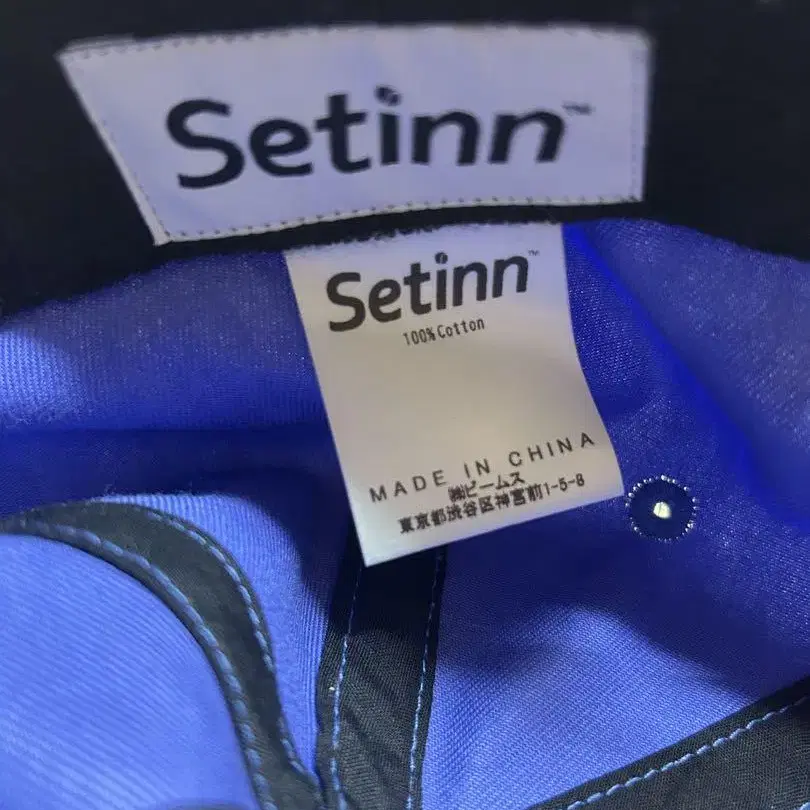 Setinn™
Setinn™
100% Cotton
MADE IN CHINA
㈱ビームス
東京都渋谷区神宮前1-5-8